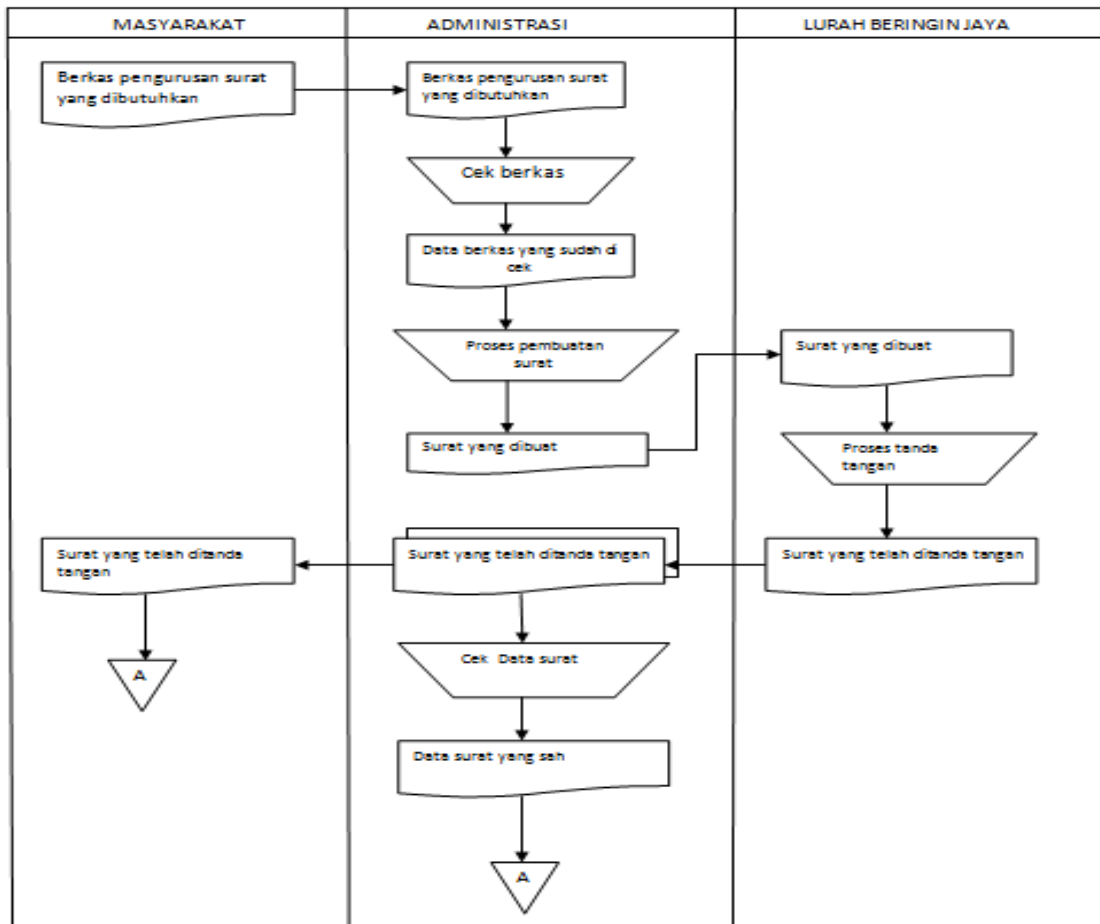 MASYARAKAT
ADMINISTRASI
LURAH BERINGIN JAYA
Berkas pengurusan surat
yang dibutuhkan
Berkas pengurusan surat
yang dibutuhkan
Cek berkas
Data berkas yang sudah di
cek
Proses pembuatan
surat
Surat yang dibuat
Surat yang dibuat
Proses tanda
tangan
Surat yang telah ditanda tangan
Surat yang telah ditanda tangan
Surat yang telah ditanda
tangan
A
Cek Data surat
Data surat yang sah
A